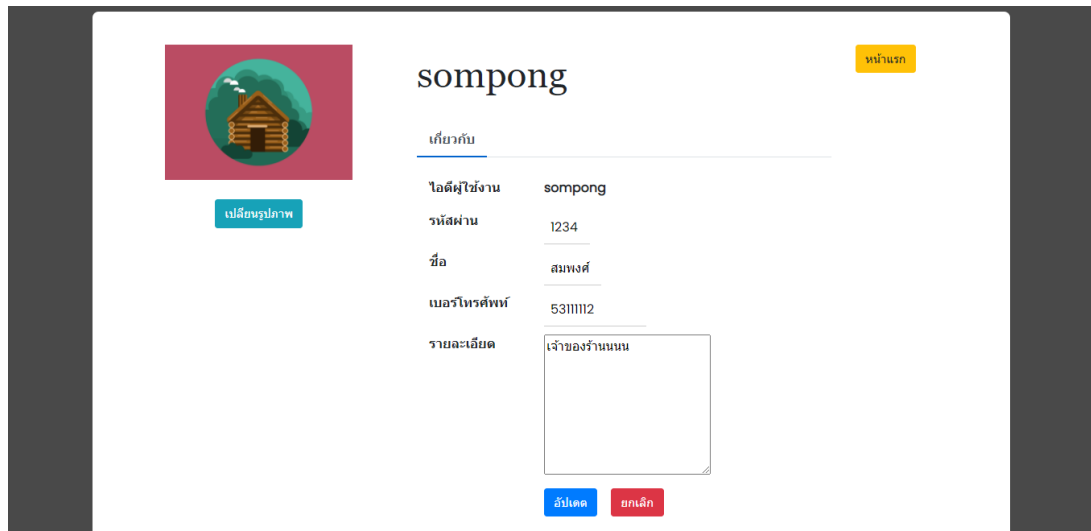 หน้าแรก
sompong
เกี่ยวกับ
เปลี่ยนรูปภาพ
ไอดีผู้ใช้งาน sompong
รหัสผ่าน 1234
ชื่อ สมพงศ์
เบอร์โทรศัพท์ 53111112
รายละเอียด เจ้าของร้านนนน
อัปเดต ยกเลิก